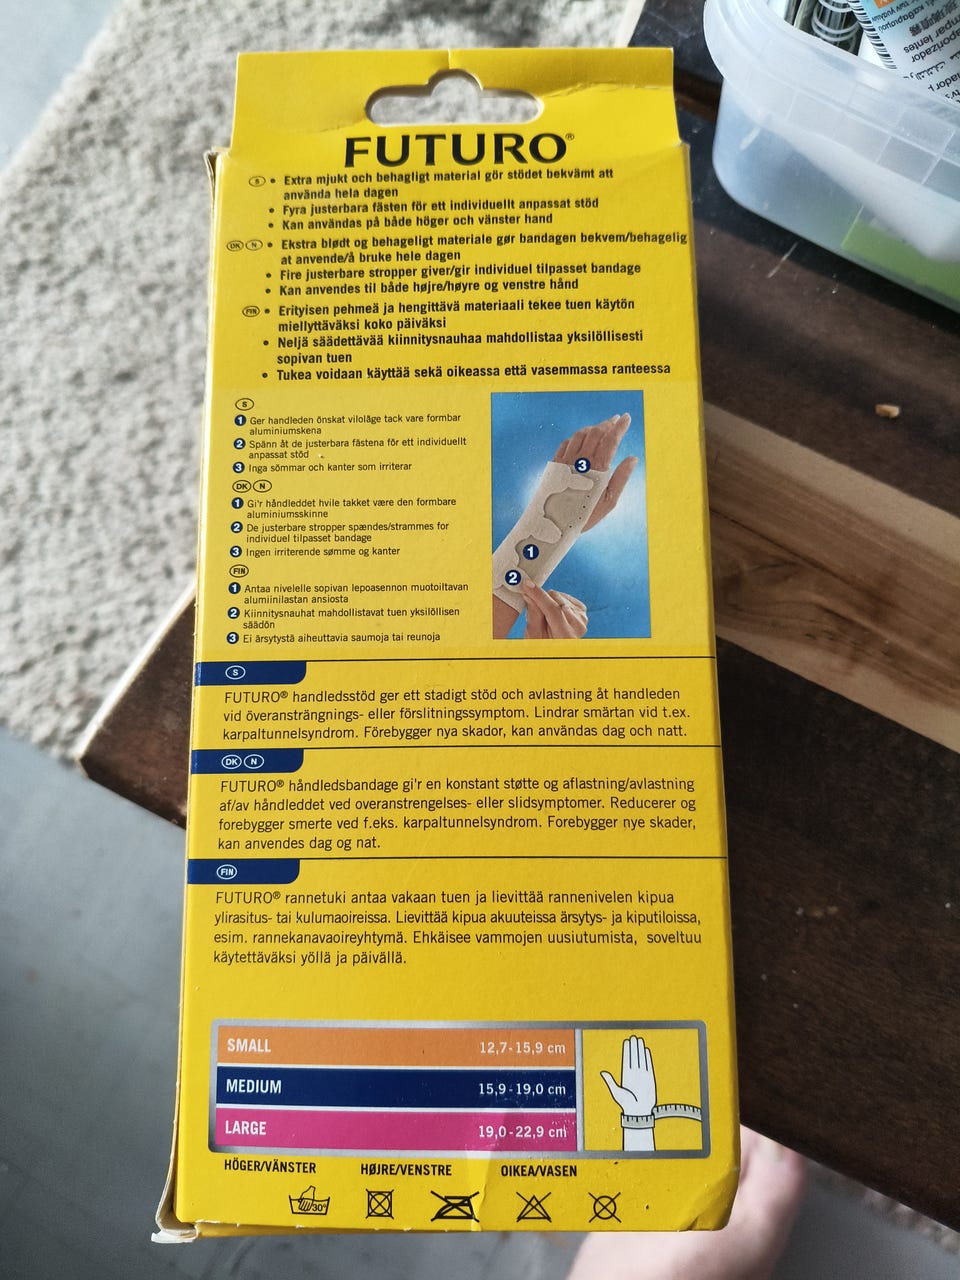 FUTURO®
S • Extra mjukt och behagligt material gör stödet bekvämt att
använda hela dagen
• Fyra justerbara fästen för ett individuellt anpassat stöd
• Kan användas på både höger och vänster hand
DK N • Ekstra blødt og behageligt materiale gør bandagen bekvem/behagelig
at anvende/å bruke hele dagen
• Fire justerbare stropper giver/gir individuel tilpasset bandage
• Kan anvendes til både højre/høyre og venstre hånd
FIN • Erityisen pehmeä ja hengittävä materiaali tekee tuen käytön
miellyttäväksi koko päiväksi
• Neljä säädettävää kiinnitysnauhaa mahdollistaa yksilöllisesti
sopivan tuen
• Tukea voidaan käyttää sekä oikeassa että vasemmassa ranteessa
S
1 Ger handleden önskat viloläge tack vare formbar
aluminiumskena
2 Spänn åt de justerbara fästena för ett individuellt
anpassat stöd
3 Inga sömmar och kanter som irriterar
DK N
1 Gi'r håndleddet hvile takket være den formbare
aluminiumsskinne
2 De justerbare stropper spændes/strammes for
individuel tilpasset bandage
3 Ingen irriterende sømme og kanter
FIN
1 Antaa nivelelle sopivan lepoasennon muotoiltavan
alumiinilastan ansiosta
2 Kiinnitysnauhat mahdollistavat tuen yksilöllisen
säädön
3 Ei ärsytystä aiheuttavia saumoja tai reunoja
3
1
2
S
FUTURO® handledsstöd ger ett stadigt stöd och avlastning åt handleden
vid överansträngnings- eller förslitningssymptom. Lindrar smärtan vid t.ex.
karpaltunnelsyndrom. Förebygger nya skador, kan användas dag och natt.
DK N
FUTURO® håndledsbandage gi'r en konstant støtte og aflastning/avlastning
af/av håndleddet ved overanstrengelses- eller slidsymptomer. Reducerer og
forebygger smerte ved f.eks. karpaltunnelsyndrom. Forebygger nye skader,
kan anvendes dag og nat.
FIN
FUTURO® rannetuki antaa vakaan tuen ja lievittää rannenivelen kipua
ylirasitus- tai kulumaoireissa. Lievittää kipua akuuteissa ärsytys- ja kiputiloissa,
esim. rannekanavaoireyhtymä. Ehkäisee vammojen uusiutumista, soveltuu
käytettäväksi yöllä ja päivällä.
SMALL 12,7-15,9 cm
MEDIUM 15,9-19,0 cm
LARGE 19,0-22,9 cm
HÖGER/VÄNSTER HØJRE/VENSTRE OIKEA/VASEN
30°
mpar lentes
vaporizador